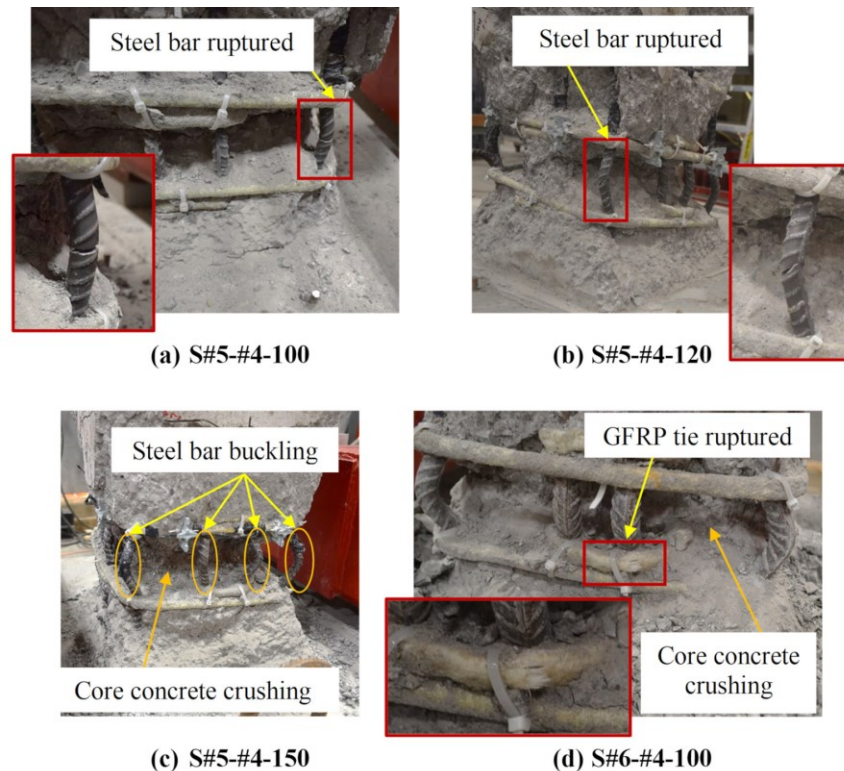 Steel bar ruptured
Steel bar ruptured
(a) S#5-#4-100
(b) S#5-#4-120
Steel bar buckling
Core concrete crushing
GFRP tie ruptured
Core concrete
crushing
(c) S#5-#4-150
(d) S#6-#4-100